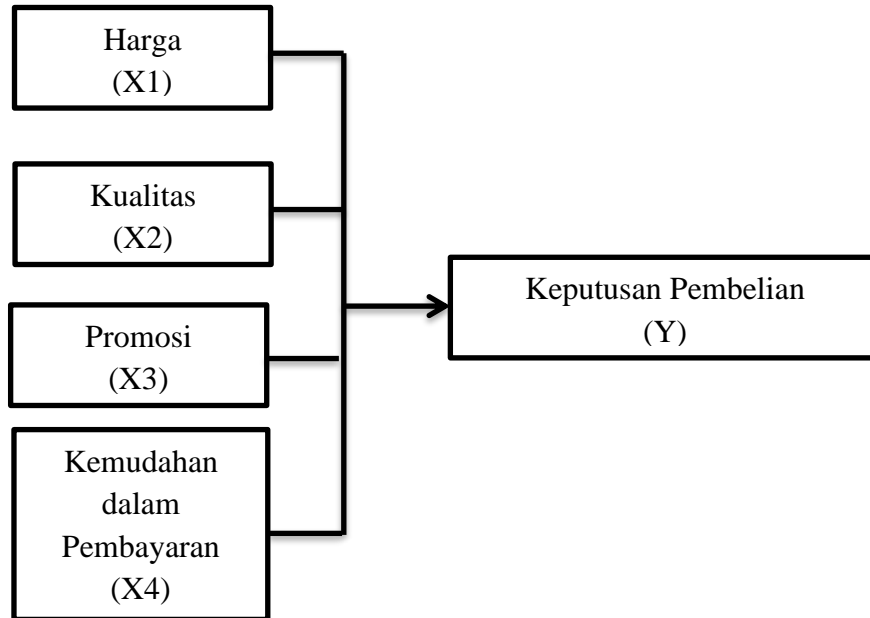 Harga
(X1)
Kualitas
(X2)
Promosi
(X3)
Kemudahan
dalam
Pembayaran
(X4)
Keputusan Pembelian
(Y)